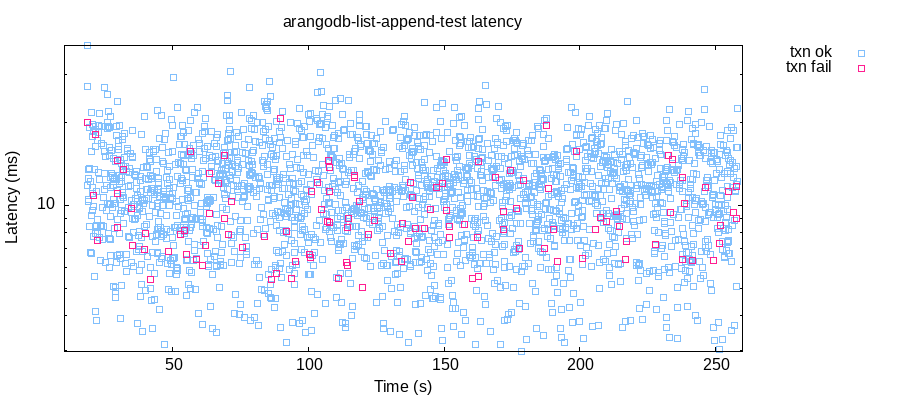 arangodb-list-append-test latency
txn ok
txn fail
Latency (ms)
10
50 100 150 200 250
Time (s)